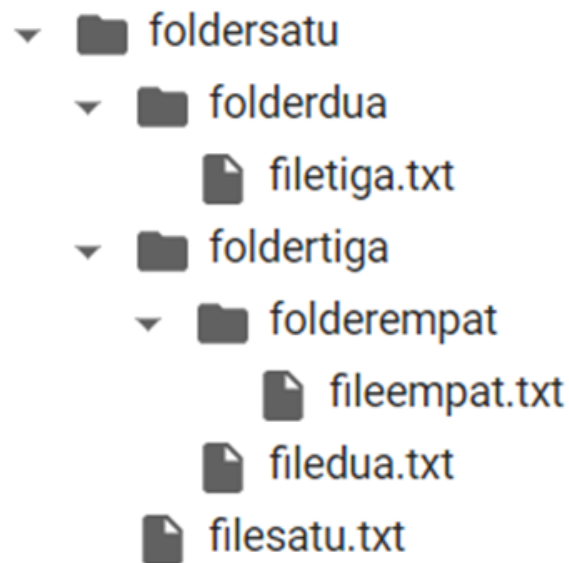 foldersatu
folderdua
filetiga.txt
foldertiga
folderempat
fileempat.txt
filedua.txt
filesatu.txt